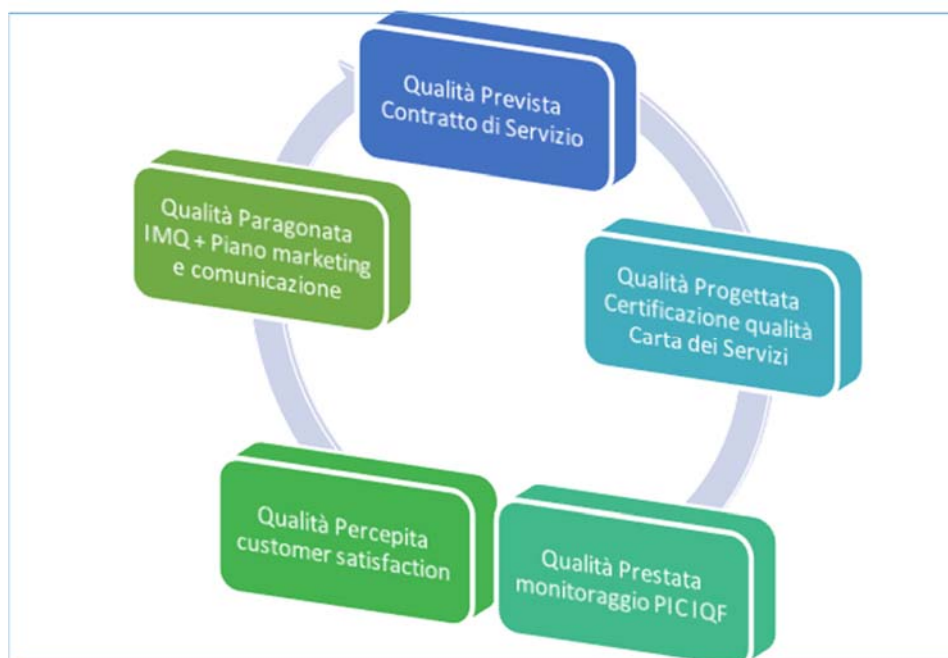 Qualità Prevista
Contratto di Servizio
Qualità Progettata
Certificazione qualità
Carta dei Servizi
Qualità Prestata
monitoraggio PIC IQF
Qualità Percepita
customer satisfaction
Qualità Paragonata
IMQ + Piano marketing
e comunicazione